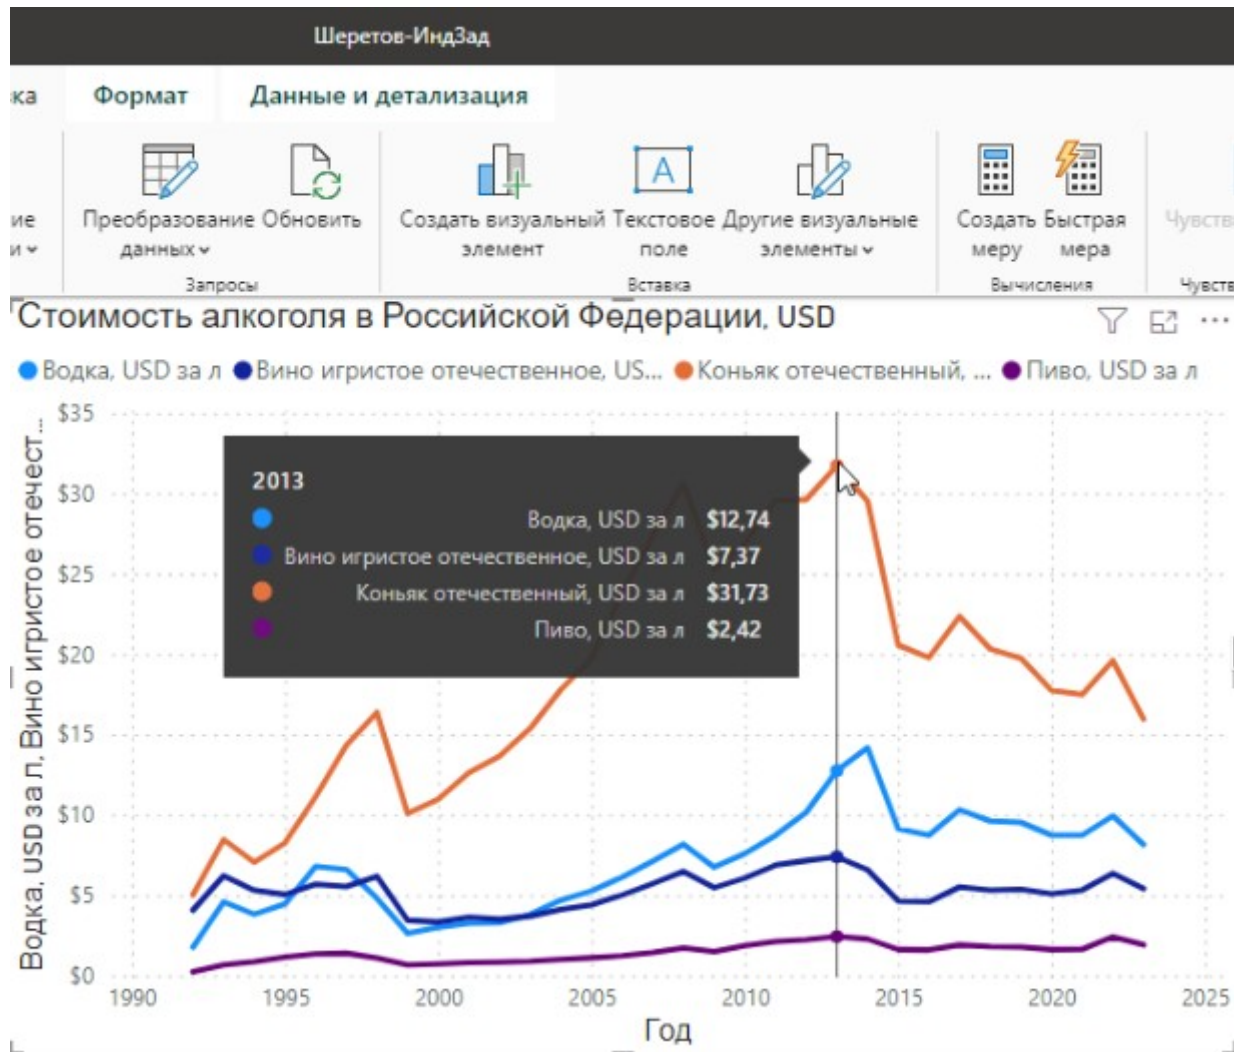 Шеретов-ИндЗад
ка Формат Данные и детализация
ие Преобразование Обновить Создать визуальный Текстовое Другие визуальные Создать Быстрая Чувств
и данных элемент поле элементы меру мера
Запросы Вставка Вычисления Чувств
Стоимость алкоголя в Российской Федерации, USD
Водка, USD за л Вино игристое отечественное, US... Коньяк отечественный, ... Пиво, USD за л
Водка, USD за л, Вино игристое отечест...
$35
$30
$25
$20
$15
$10
$5
$0
2013
Водка, USD за л $12,74
Вино игристое отечественное, USD за л $7,37
Коньяк отечественный, USD за л $31,73
Пиво, USD за л $2,42
1990 1995 2000 2005 2010 2015 2020 2025
Год